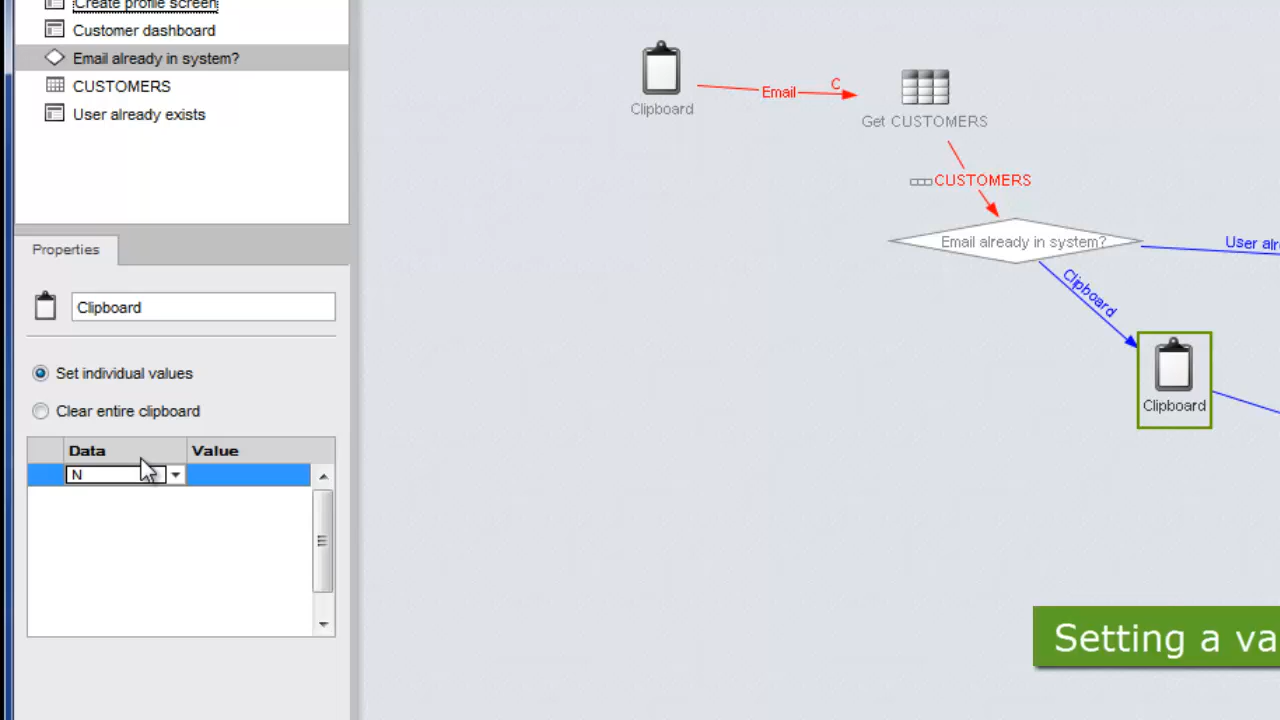 Create profile screen
Customer dashboard
Email already in system?
CUSTOMERS
User already exists
Properties
Clipboard
Set individual values
Clear entire clipboard
Data Value
N
Clipboard
Email C
Get CUSTOMERS
CUSTOMERS
Email already in system?
User alr
Clipboard
Clipboard
Setting a va